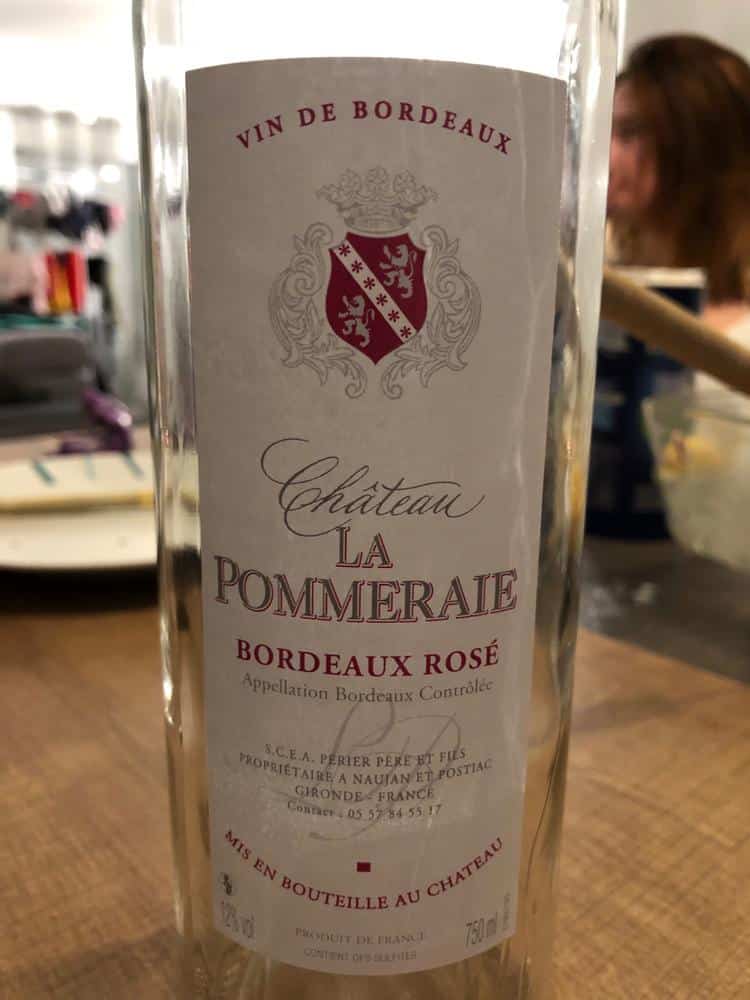 VIN DE BORDEAUX
Château
LA
POMMERAIE
BORDEAUX ROSÉ
Appellation Bordeaux Contrôlée
S.C.E.A. PERIER PÈRE ET FILS
PROPRIÉTAIRE A NAUJAN ET POSTIAC
GIRONDE - FRANCE
Contact : 05 57 84 55 17
MIS EN BOUTEILLE AU CHATEAU
12% vol
750 ml
PRODUIT DE FRANCE
CONTIENT DES SULFITES